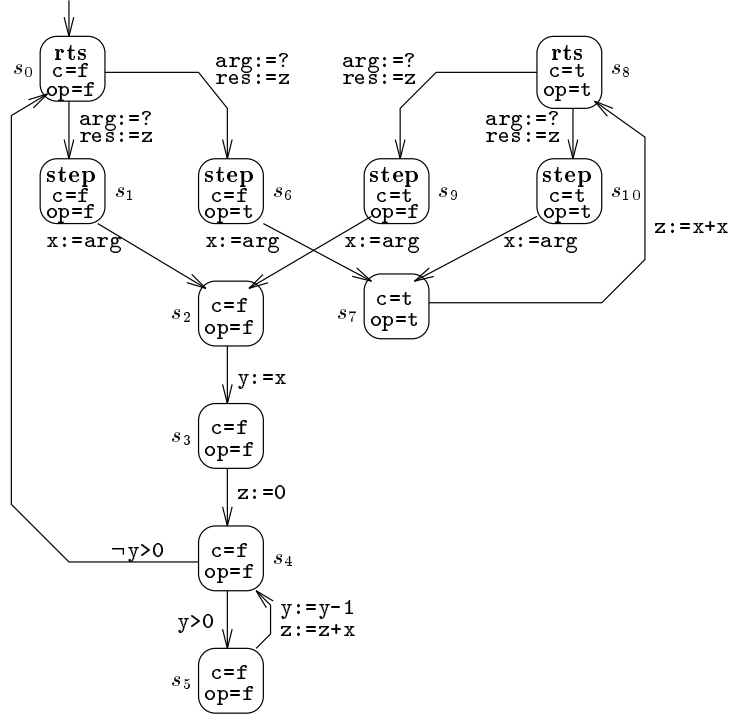 s0
rts
c=f
op=f
arg:=?
res:=z
arg:=?
res:=z
rts
c=t
op=t
s8
arg:=?
res:=z
arg:=?
res:=z
step
c=f
op=f
s1
step
c=f
op=t
s6
step
c=t
op=f
s9
step
c=t
op=t
s10
x:=arg
x:=arg
x:=arg
x:=arg
z:=x+x
s2
c=f
op=f
s7
c=t
op=t
y:=x
s3
c=f
op=f
z:=0
¬y>0
c=f
op=f
s4
y>0
y:=y-1
z:=z+x
s5
c=f
op=f